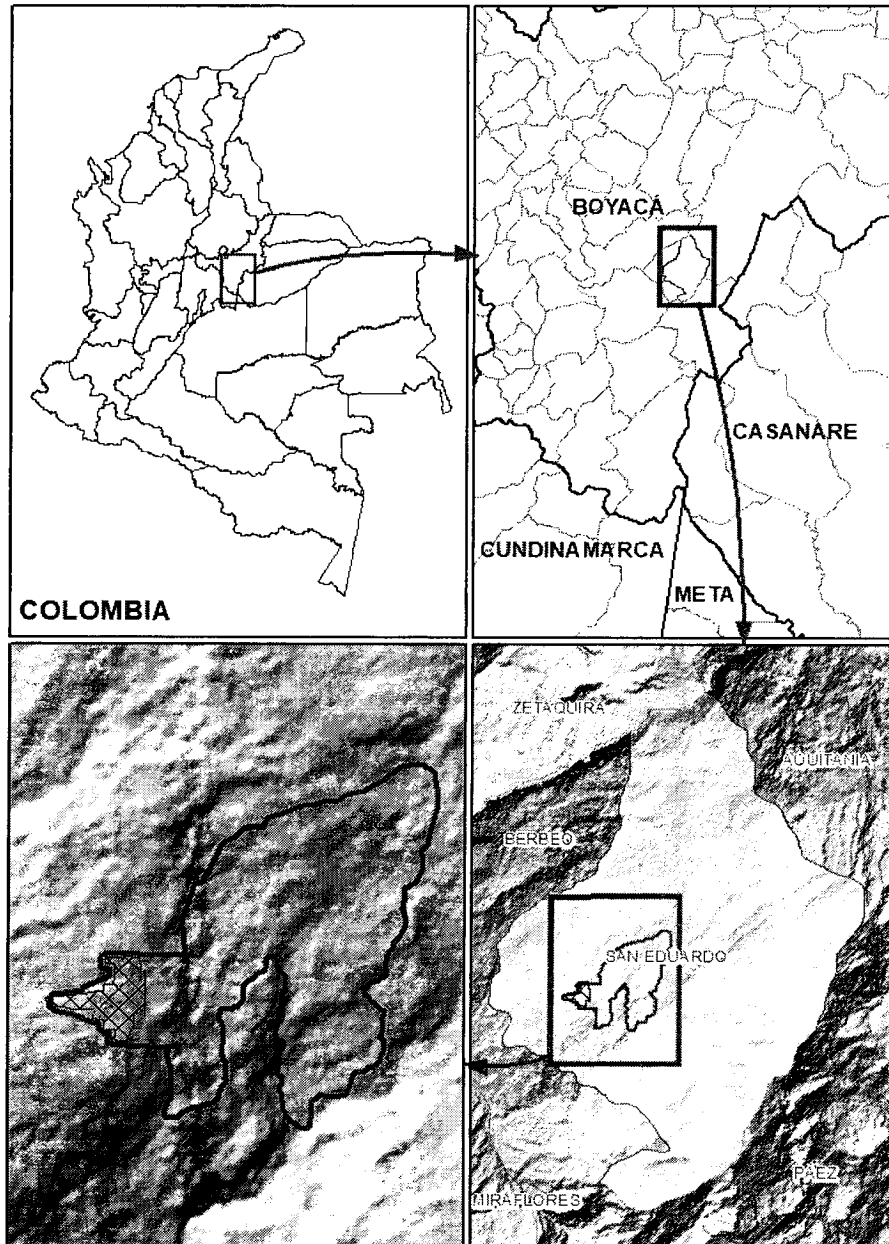 BOYACÁ
CASANARE
CUNDINAMARCA
META
COLOMBIA
ZETAQUIRA
AQUITANIA
BERBEO
SAN EDUARDO
PAEZ
MIRAFLORES